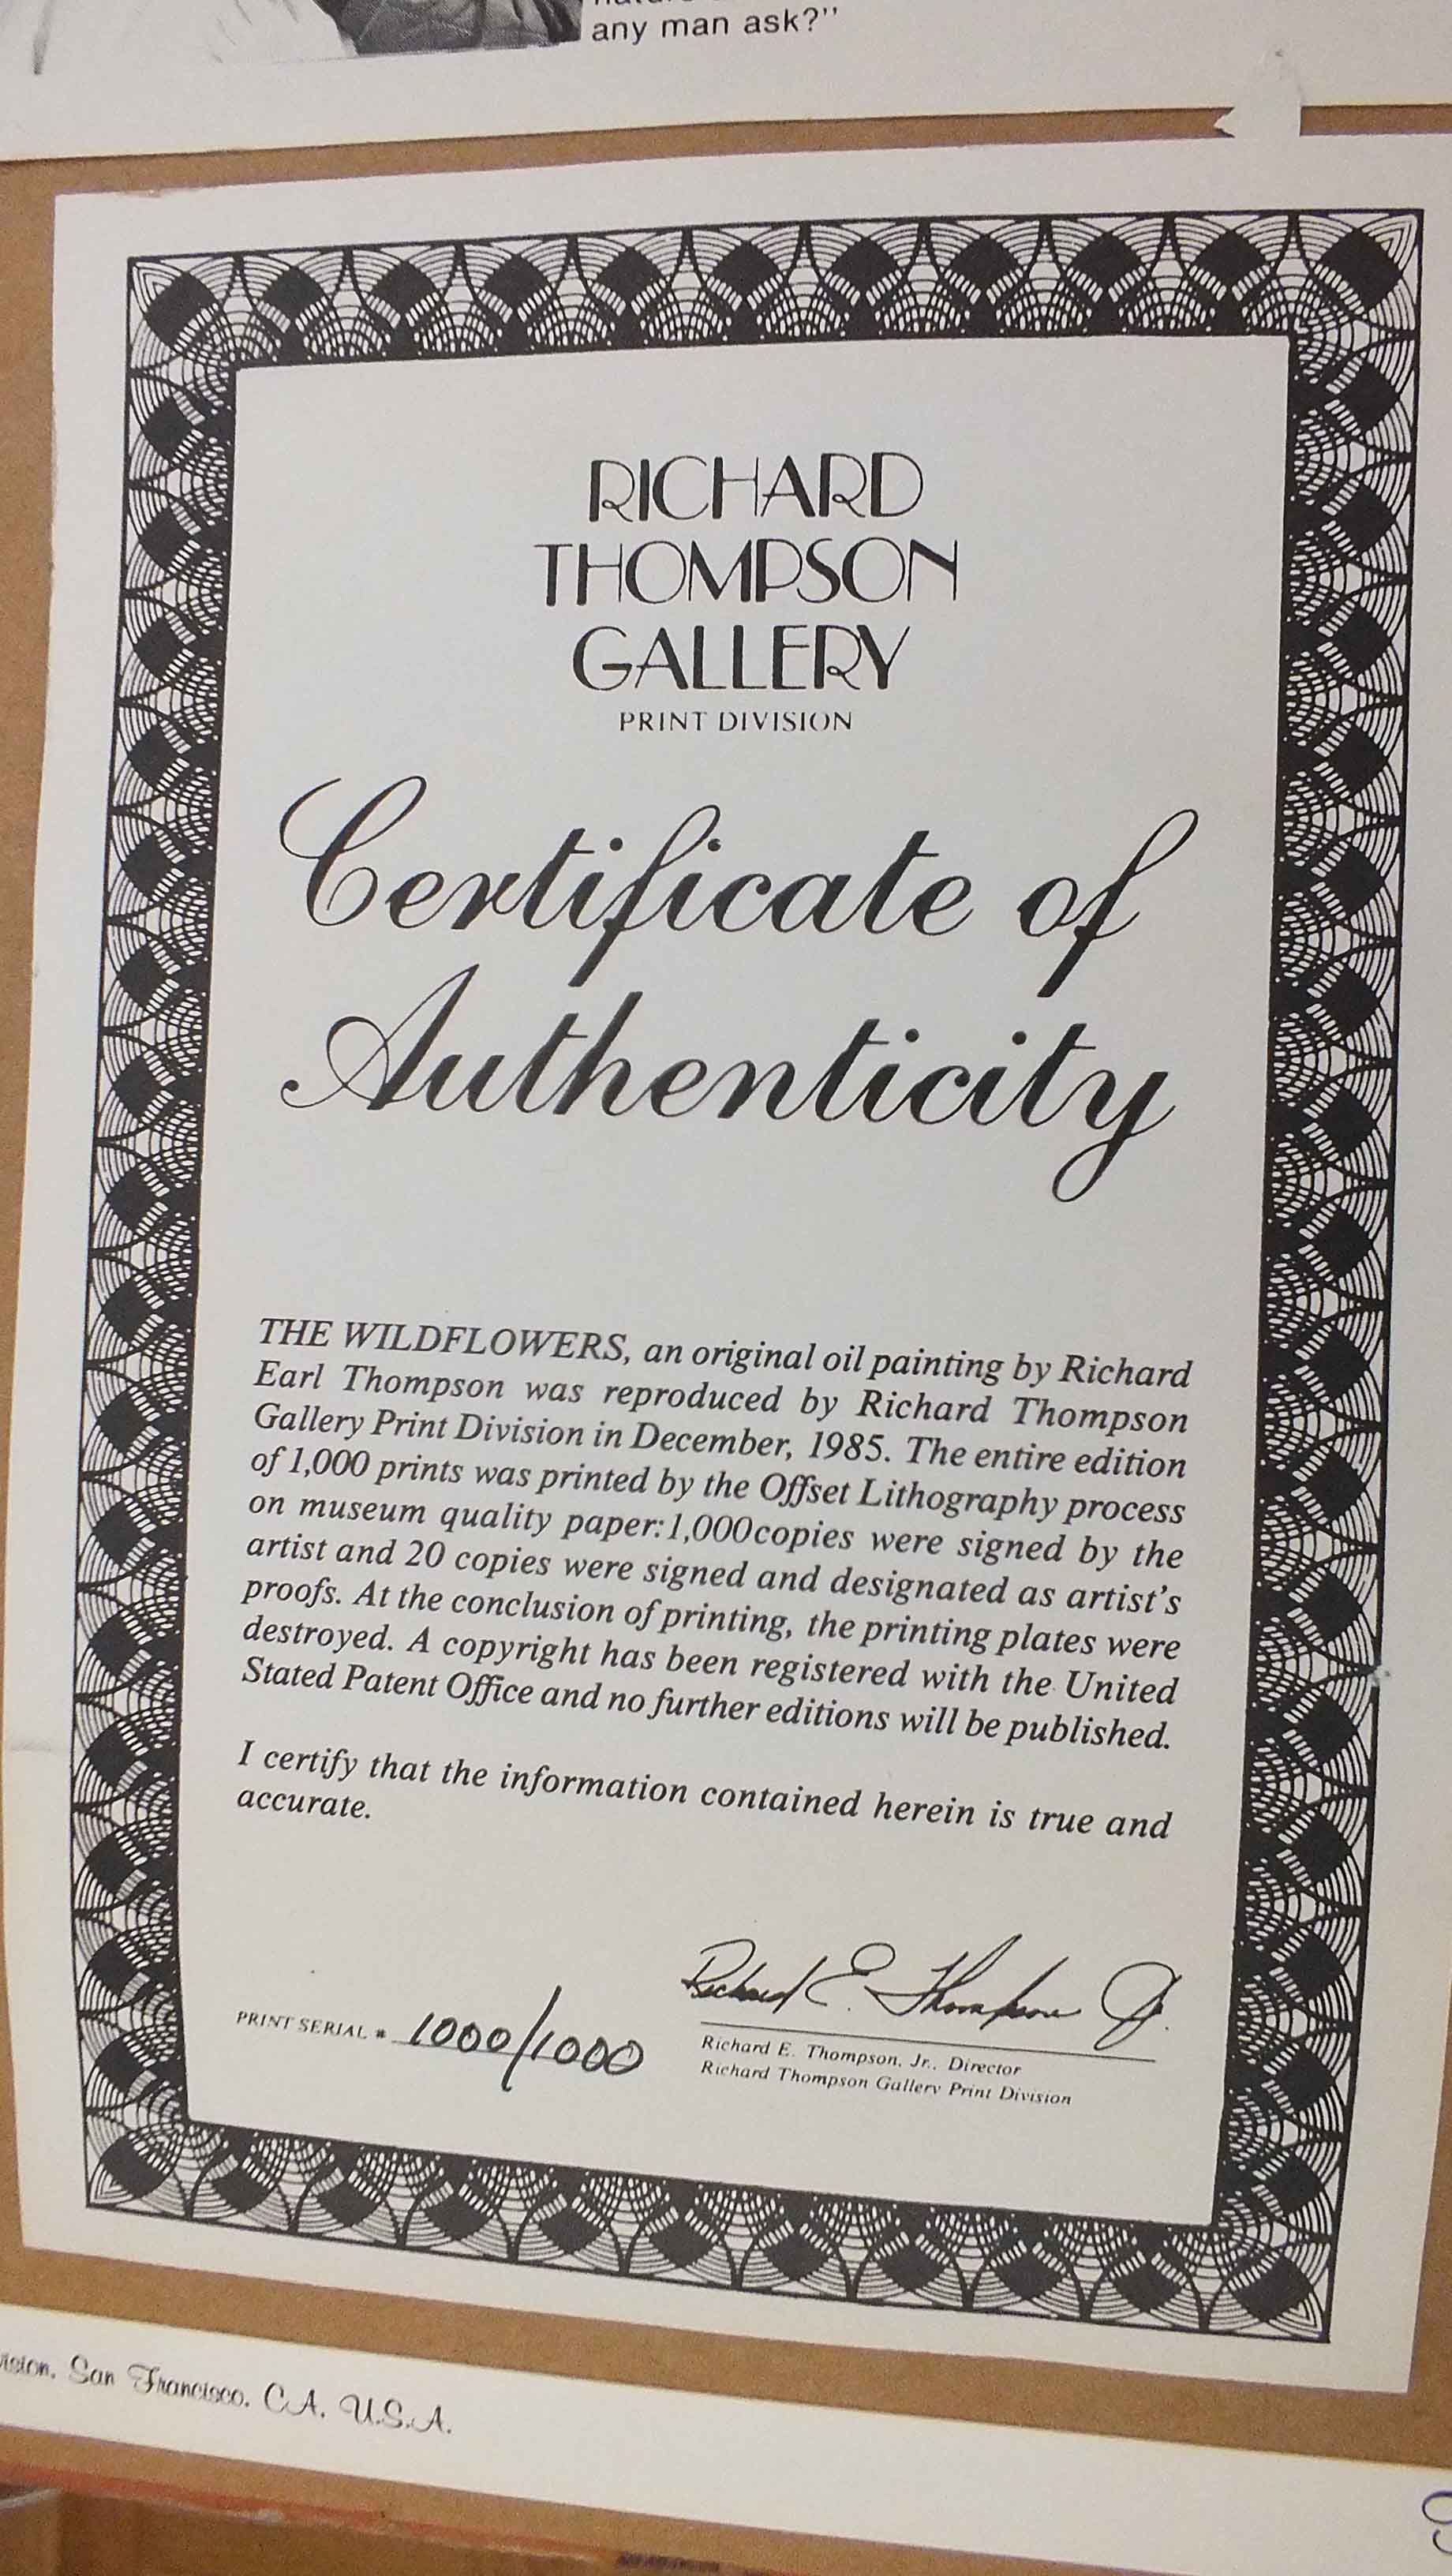 any man ask?"
RICHARD
THOMPSON
GALLERY
PRINT DIVISION
Certificate of
Authenticity
THE WILDFLOWERS, an original oil painting by Richard
Earl Thompson was reproduced by Richard Thompson
Gallery Print Division in December, 1985. The entire edition
of 1,000 prints was printed by the Offset Lithography process
on museum quality paper:1,000copies were signed by the
artist and 20 copies were signed and designated as artist's
proofs. At the conclusion of printing, the printing plates were
destroyed. A copyright has been registered with the United
Stated Patent Office and no further editions will be published.
I certify that the information contained herein is true and
accurate.
Richard E. Thompson Jr.
PRINT SERIAL # 1000/1000
Richard E. Thompson, Jr., Director
Richard Thompson Gallery Print Division
San Francisco, CA, U.S.A.